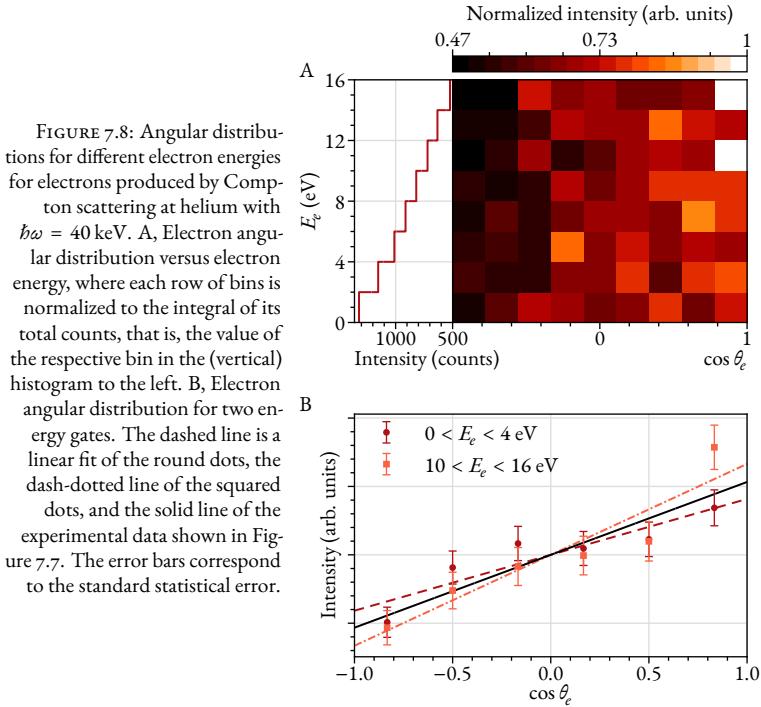 Normalized intensity (arb. units)
0.47 0.73 1
A
16
12
8
4
0
E_e (eV)
1000 500 0 1
Intensity (counts) cos θ_e
FIGURE 7.8: Angular distribu-
tions for different electron energies
for electrons produced by Comp-
ton scattering at helium with
ℏω = 40 keV. A, Electron angu-
lar distribution versus electron
energy, where each row of bins is
normalized to the integral of its
total counts, that is, the value of
the respective bin in the (vertical)
histogram to the left. B, Electron
angular distribution for two en-
ergy gates. The dashed line is a
linear fit of the round dots, the
dash-dotted line of the squared
dots, and the solid line of the
experimental data shown in Fig-
ure 7.7. The error bars correspond
to the standard statistical error.
B
0 < E_e < 4 eV
10 < E_e < 16 eV
Intensity (arb. units)
−1.0 −0.5 0.0 0.5 1.0
cos θ_e